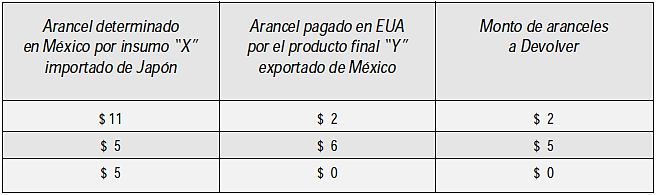 Arancel determinado
en México por insumo “X”
importado de Japón
Arancel pagado en EUA
por el producto final “Y”
exportado de México
Monto de aranceles
a Devolver
$ 11 $ 2 $ 2
$ 5 $ 6 $ 5
$ 5 $ 0 $ 0